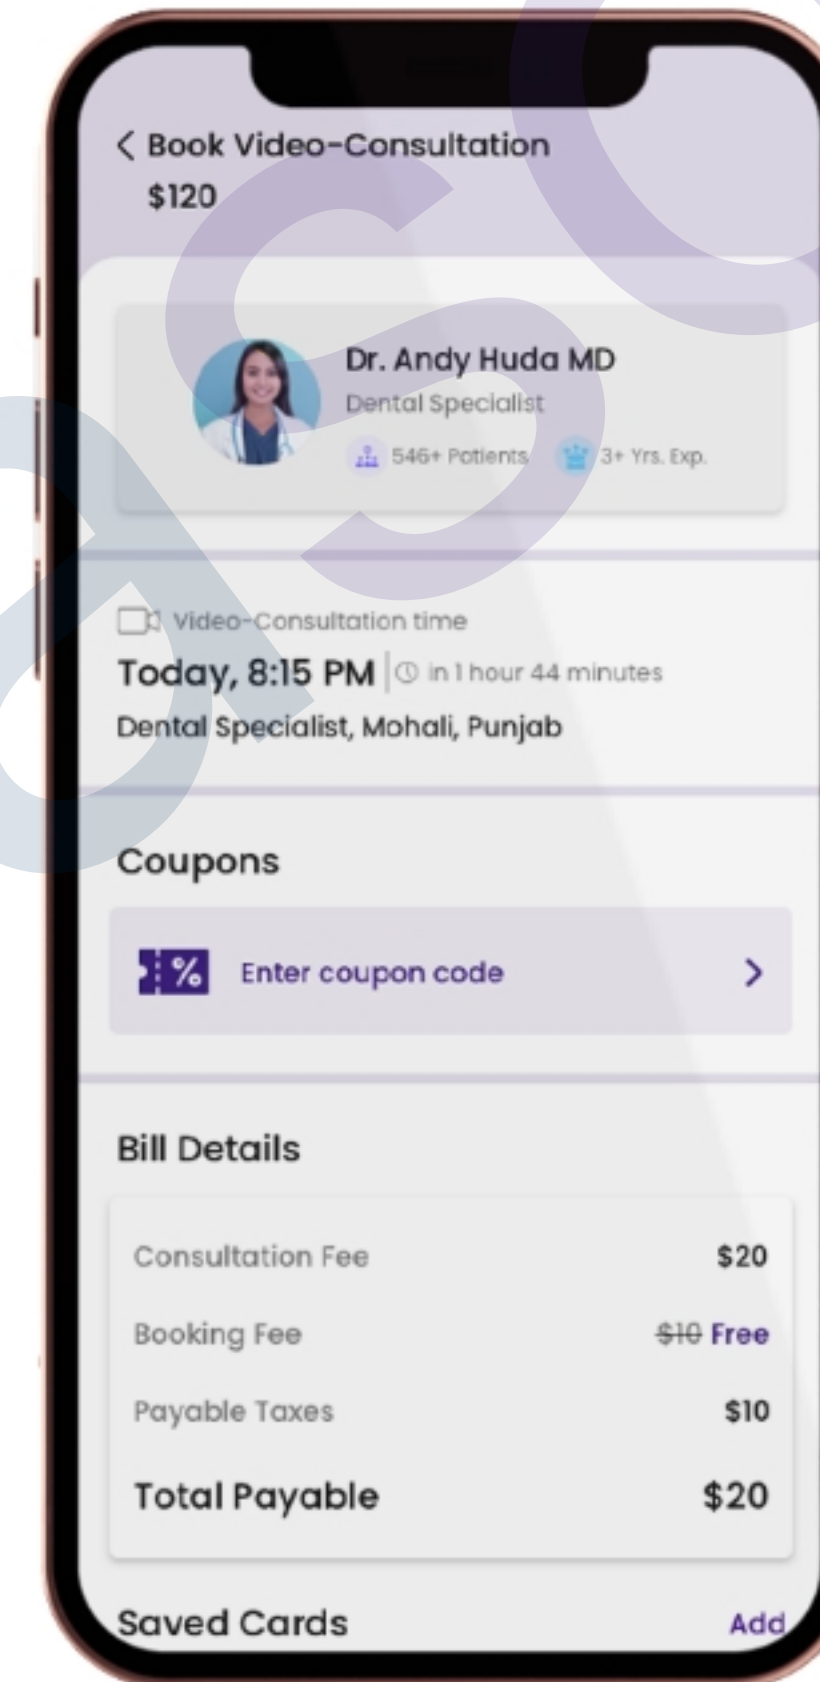 Book Video-Consultation
$120
Dr. Andy Huda MD
Dental Specialist
546+ Patients 3+ Yrs. Exp.
Video-Consultation time
Today, 8:15 PM in 1 hour 44 minutes
Dental Specialist, Mohali, Punjab
Coupons
% Enter coupon code
Bill Details
Consultation Fee $20
Booking Fee $10 Free
Payable Taxes $10
Total Payable $20
Saved Cards Add